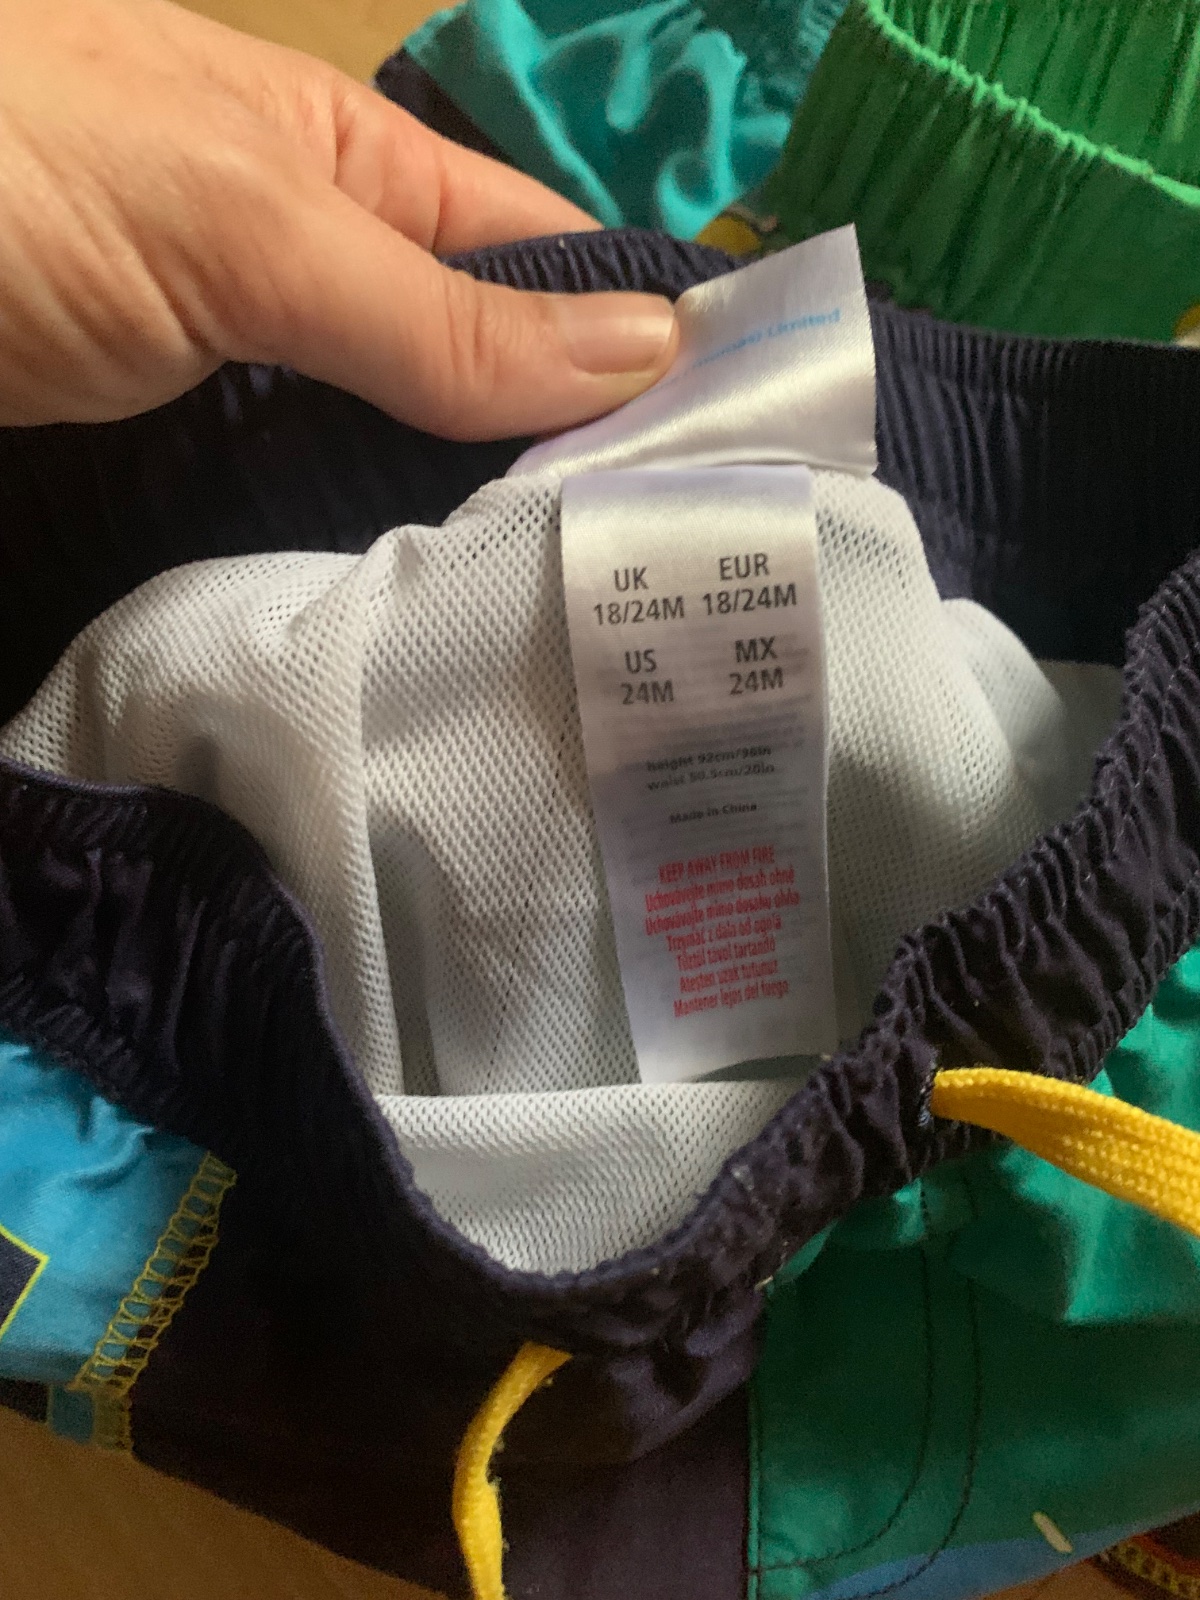 Limited
UK EUR
18/24M 18/24M
US MX
24M 24M
height 92cm/36in
waist 50.5cm/20in
Made in China
KEEP AWAY FROM FIRE
Uchovávejte mimo dosah ohně
Uchovávajte mimo dosahu ohňa
Trzymać z dala od ognia
Tűztől távol tartandó
Ateşten uzak tutunuz
Mantener lejos del fuego